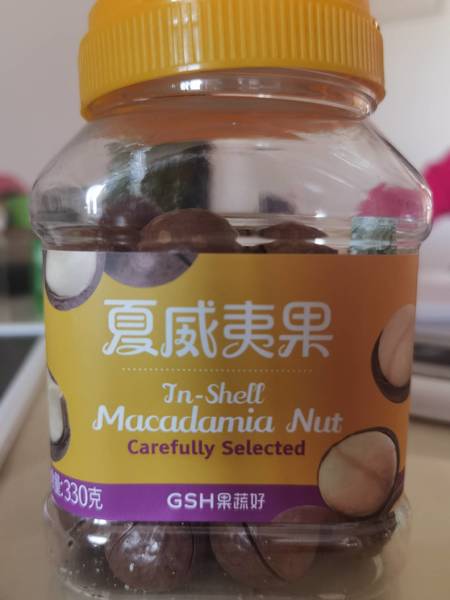 夏威夷果
In-Shell
Macadamia Nut
Carefully Selected
:330克
GSH果蔬好